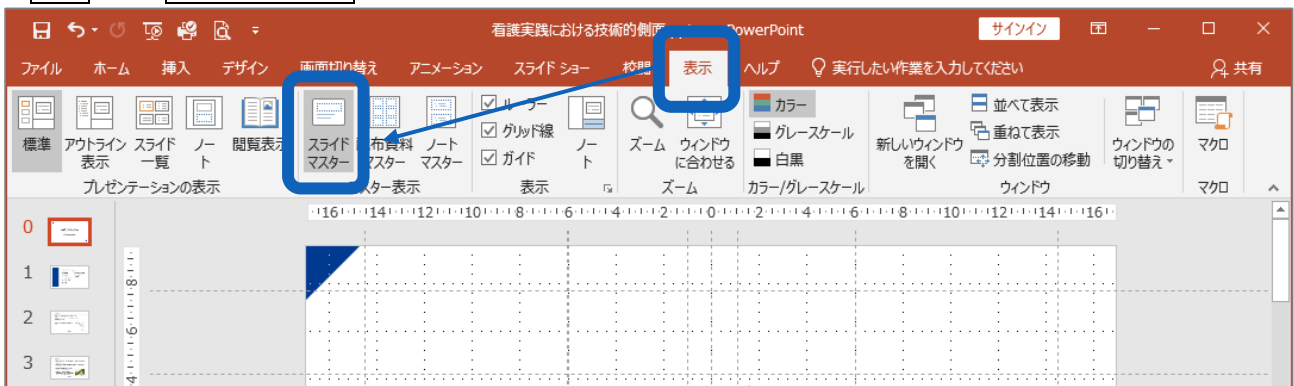 看護実践における技術的側面 PowerPoint
サインイン
ファイル ホーム 挿入 デザイン 画面切り替え アニメーション スライド ショー 校閲 表示 ヘルプ 実行したい作業を入力してください 共有
標準 アウトライン表示 スライド一覧 ノート 閲覧表示 スライドマスター 配布資料マスター ノートマスター
ルーラー
グリッド線
ガイド
ノート ズーム ウィンドウに合わせる
カラー
グレースケール
白黒
新しいウィンドウを開く
並べて表示
重ねて表示
分割位置の移動
ウィンドウの切り替え マクロ
プレゼンテーションの表示 マスター表示 表示 ズーム カラー/グレースケール ウィンドウ マクロ
16 14 12 10 8 6 4 2 0 2 4 6 8 10 12 14 16
0
1
2
3
8
6
4